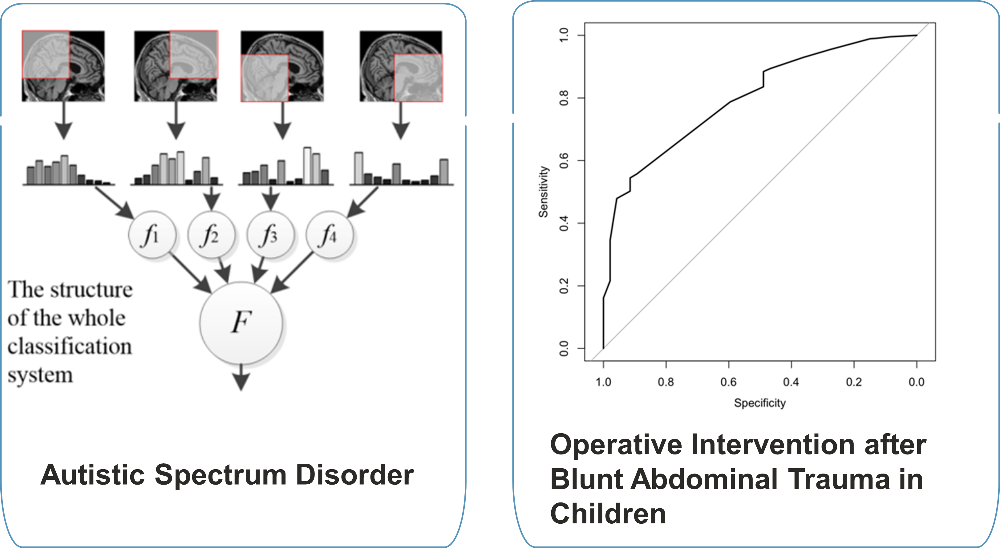 f1
f2
f3
f4
The structure
of the whole
classification
system
F
Autistic Spectrum Disorder
Sensitivity
1.0
0.8
0.6
0.4
0.2
0.0
1.0 0.8 0.6 0.4 0.2 0.0
Specificity
Operative Intervention after
Blunt Abdominal Trauma in
Children